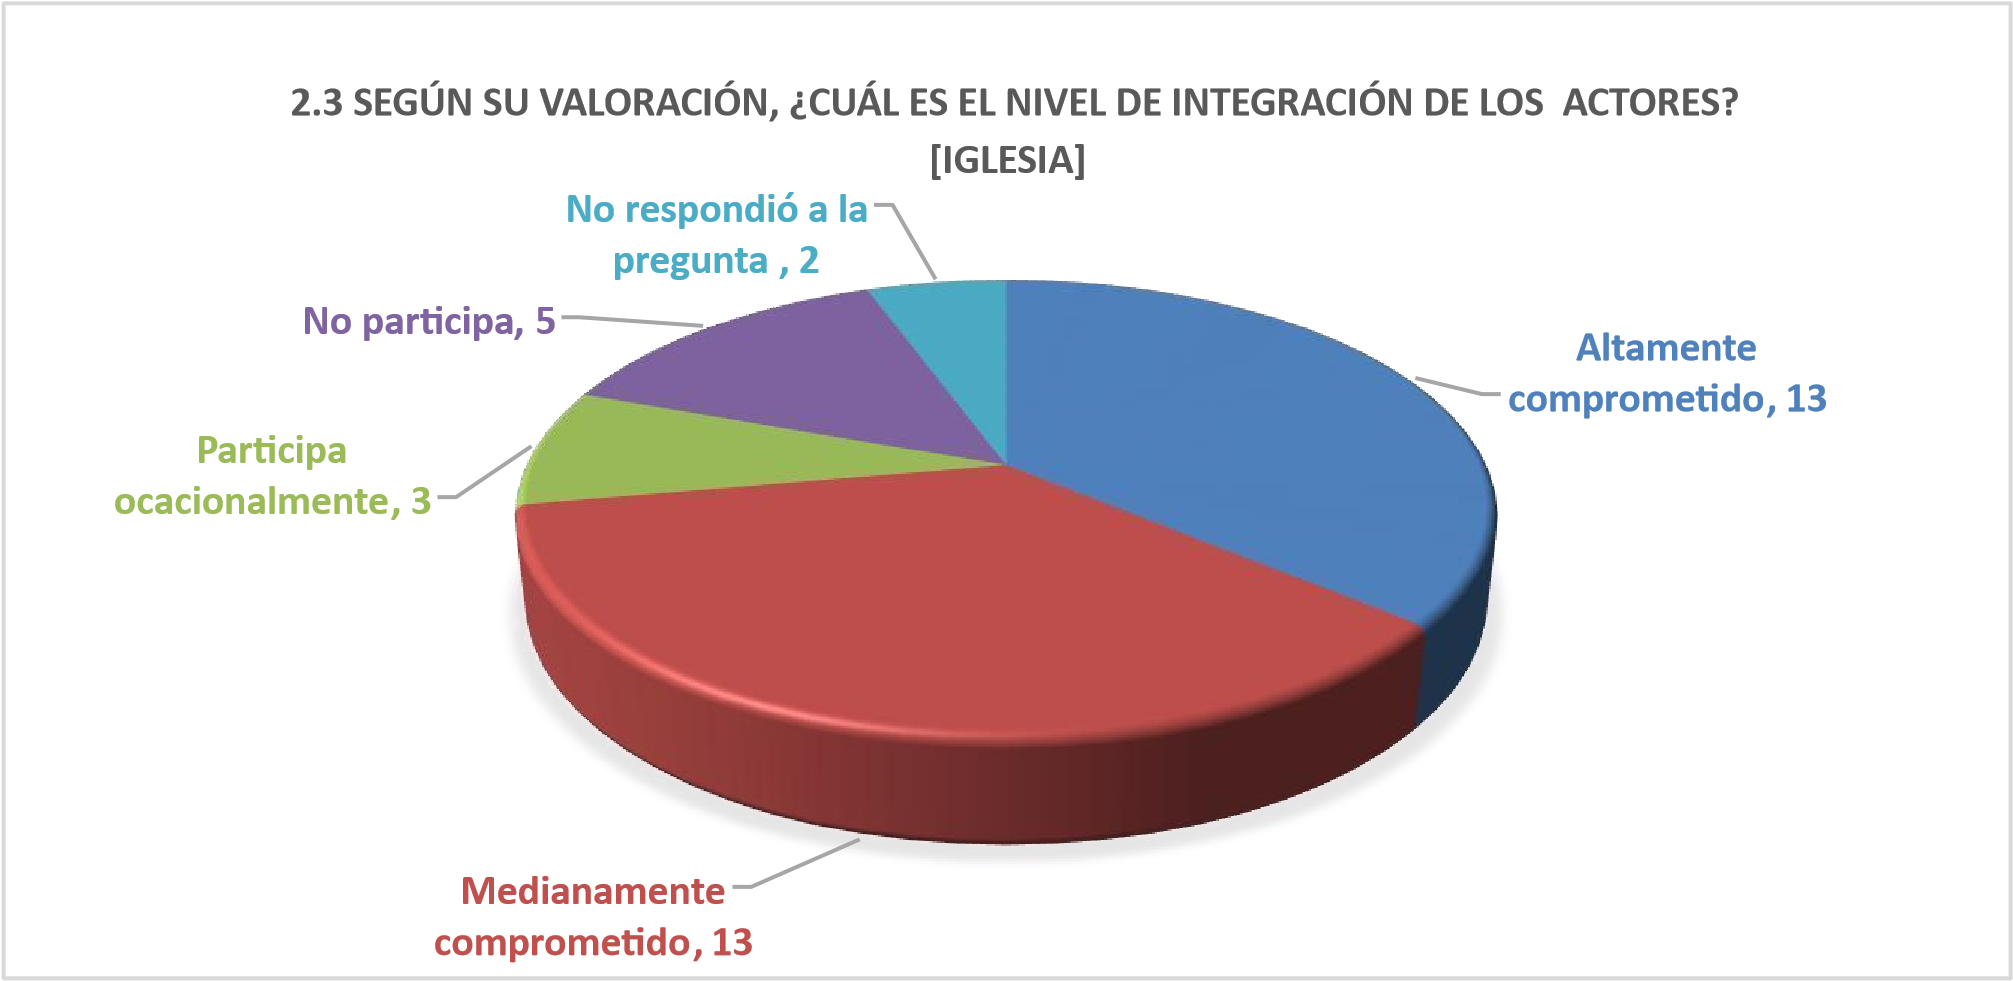 2.3 SEGÚN SU VALORACIÓN, ¿CUÁL ES EL NIVEL DE INTEGRACIÓN DE LOS  ACTORES?
[IGLESIA]
No respondió a la
pregunta , 2
No participa, 5
Altamente
comprometido, 13
Participa
ocacionalmente, 3
Medianamente
comprometido, 13